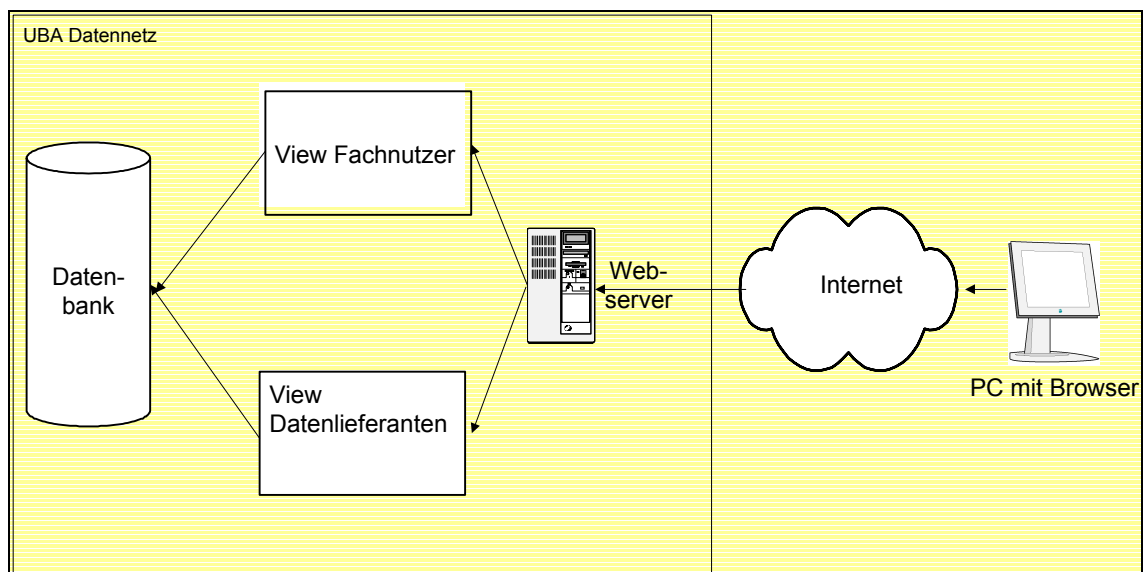 UBA Datennetz
View Fachnutzer
Daten-
bank
Web-
server
Internet
PC mit Browser
View
Datenlieferanten